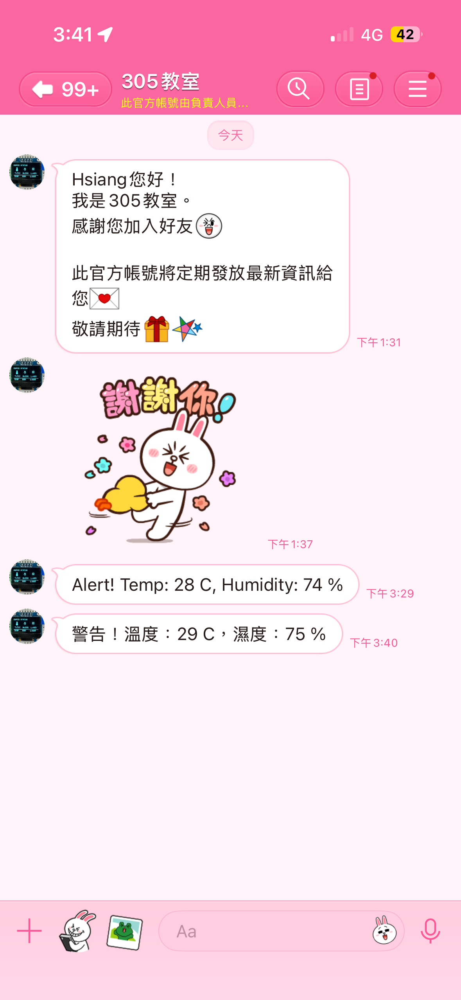 3:41
4G
42
99+
305教室
此官方帳號由負責人員...
今天
Hsiang您好！
我是305教室。
感謝您加入好友
此官方帳號將定期發放最新資訊給
您
敬請期待
下午1:31
謝謝你!
下午1:37
Alert! Temp: 28 C, Humidity: 74 %
下午3:29
警告！溫度：29 C，濕度：75 %
下午3:40
Aa